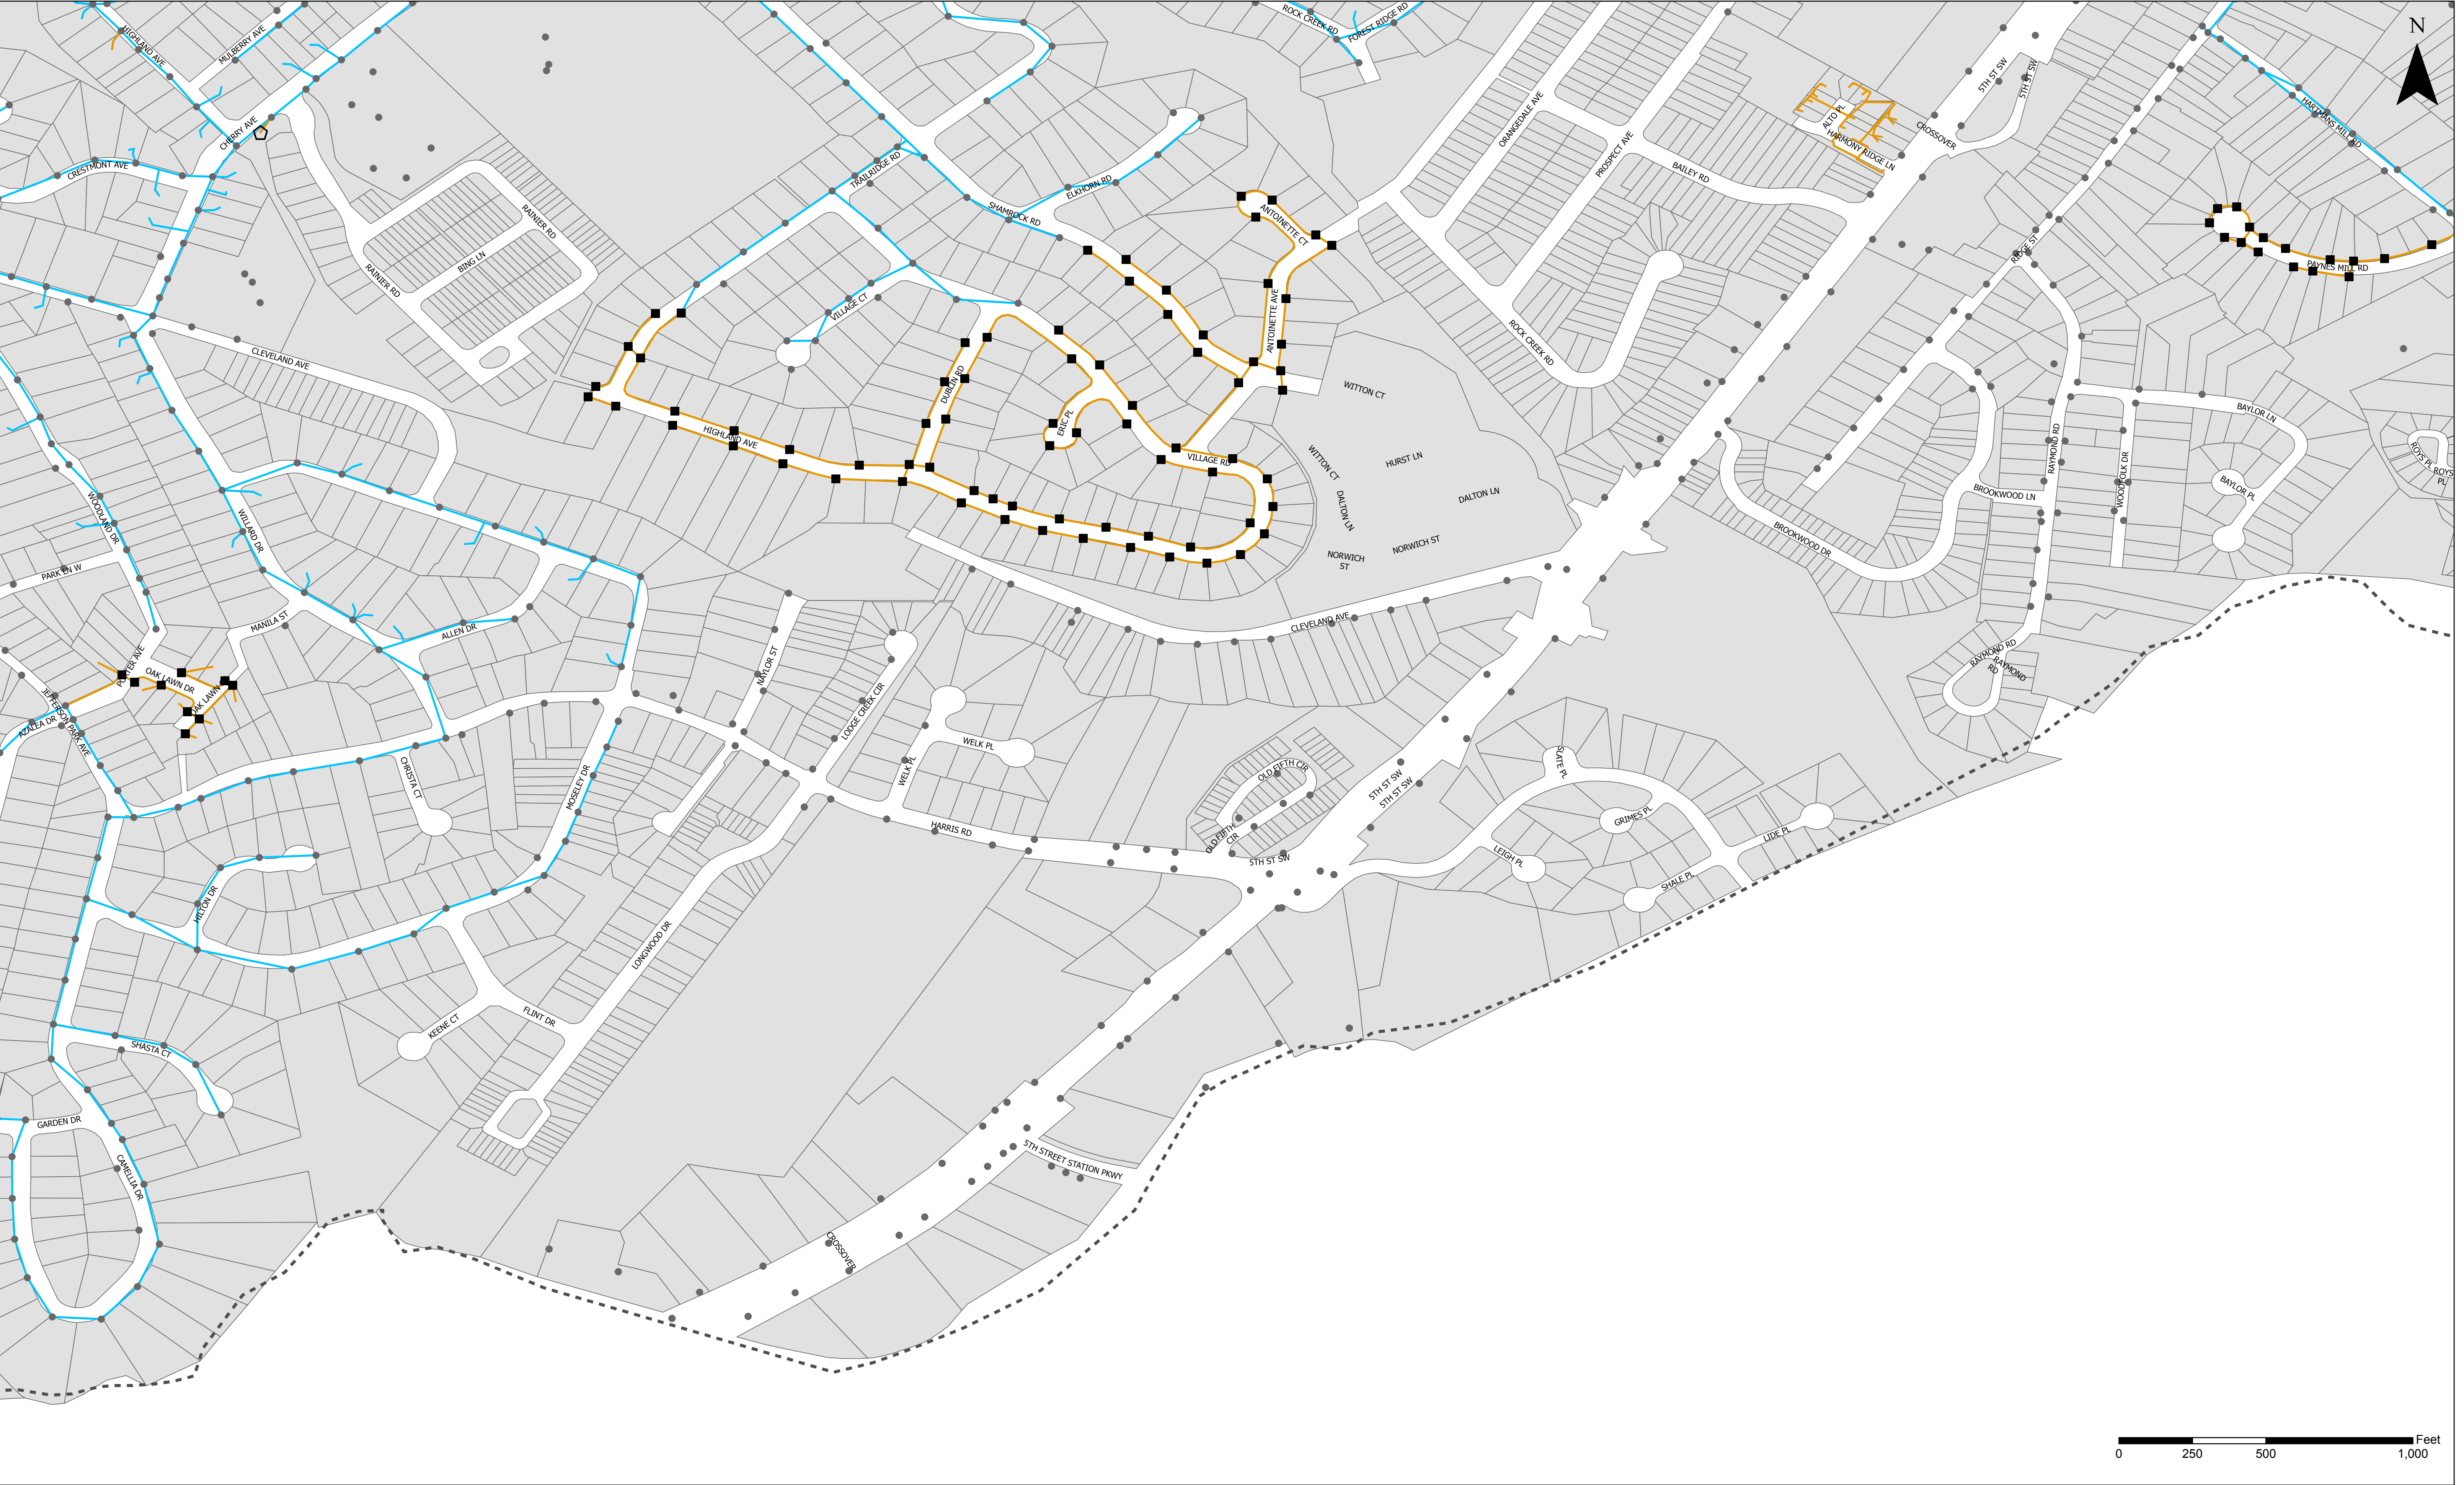 N
HIGHLAND AVE
MULBERRY AVE
CHERRY AVE
CRESTMONT AVE
ROCK CREEK RD
FOREST RIDGE RD
ORANGEDALE AVE
PROSPECT AVE
BAILEY RD
ALTO PL
HARMONY RIDGE LN
CROSSOVER
5TH ST SW
5TH ST SW
HARTMANS MILL RD
TRAILRIDGE RD
ELKHORN RD
SHAMROCK RD
ANTOINETTE CT
RAINIER RD
BING LN
RAINIER RD
RIDGE ST
PAYNES MILL RD
VILLAGE CT
ANTOINETTE AVE
ROCK CREEK RD
CLEVELAND AVE
DUBLIN RD
ERIC PL
WITTON CT
BAYLOR LN
HIGHLAND AVE
VILLAGE RD
WITTON CT
HURST LN
RAYMOND RD
ROYS PL
ROYS
PL
WOODLAND DR
WILLARD DR
DALTON LN
DALTON LN
BROOKWOOD LN
WOODFOLK DR
BAYLOR PL
BROOKWOOD DR
NORWICH
ST
NORWICH ST
PARK LN W
MANILA ST
ALLEN DR
CLEVELAND AVE
PORTER AVE
OAK LAWN DR
OAK LAWN
NAYLOR ST
RAYMOND RD
RAYMOND
RD
JEFFERSON PARK AVE
AZALEA DR
LODGE CREEK CIR
WELK PL
WELK PL
CHRISTA CT
MOSELEY DR
OLD FIFTH CIR
OLD FIFTH
CIR
5TH ST SW
5TH ST SW
SLATE PL
GRIMES PL
LIDE PL
HARRIS RD
5TH ST SW
LEIGH PL
SHALE PL
HILTON DR
LONGWOOD DR
KEENE CT
FLINT DR
SHASTA CT
GARDEN DR
CAMELLIA DR
5TH STREET STATION PKWY
CROSSOVER
Feet
0 250 500 1,000